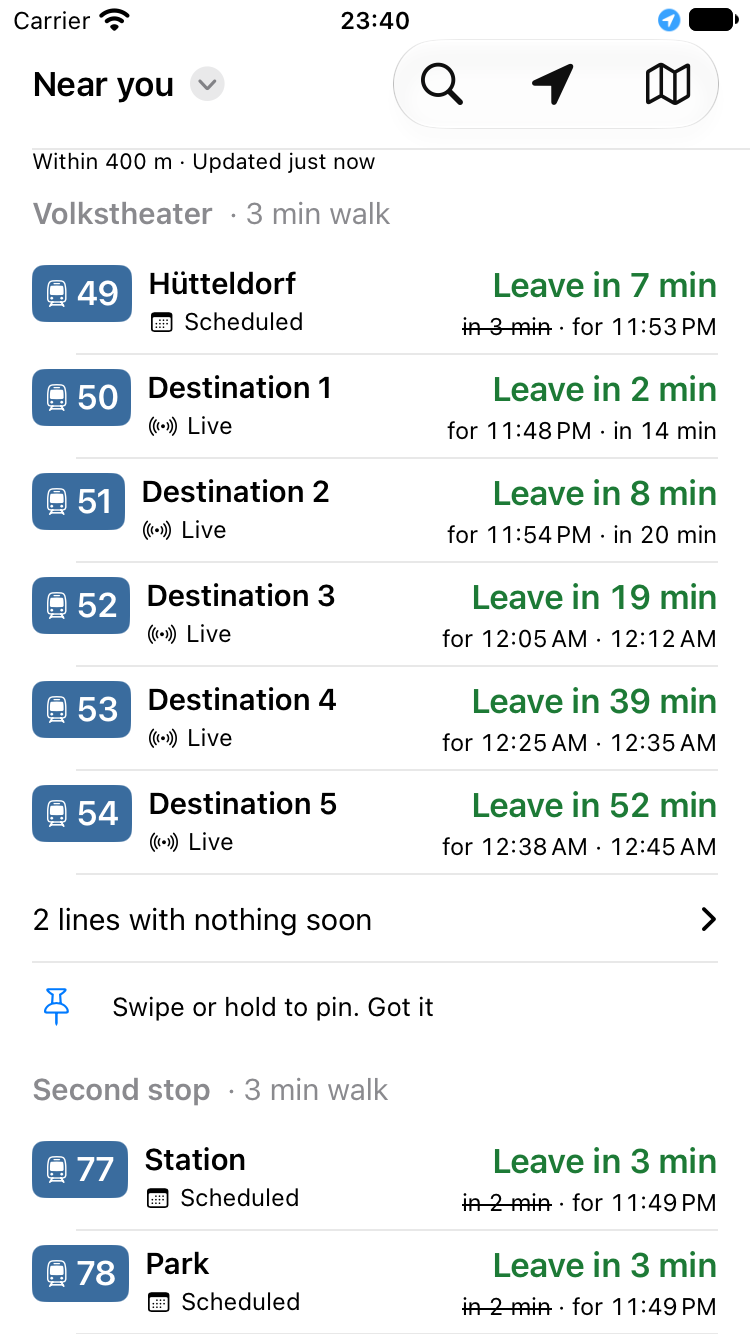 Carrier 23:40
Near you
Within 400 m · Updated just now
Volkstheater · 3 min walk
49 Hütteldorf Leave in 7 min
Scheduled in 3 min · for 11:53 PM
50 Destination 1 Leave in 2 min
Live for 11:48 PM · in 14 min
51 Destination 2 Leave in 8 min
Live for 11:54 PM · in 20 min
52 Destination 3 Leave in 19 min
Live for 12:05 AM · 12:12 AM
53 Destination 4 Leave in 39 min
Live for 12:25 AM · 12:35 AM
54 Destination 5 Leave in 52 min
Live for 12:38 AM · 12:45 AM
2 lines with nothing soon
Swipe or hold to pin. Got it
Second stop · 3 min walk
77 Station Leave in 3 min
Scheduled in 2 min · for 11:49 PM
78 Park Leave in 3 min
Scheduled in 2 min · for 11:49 PM